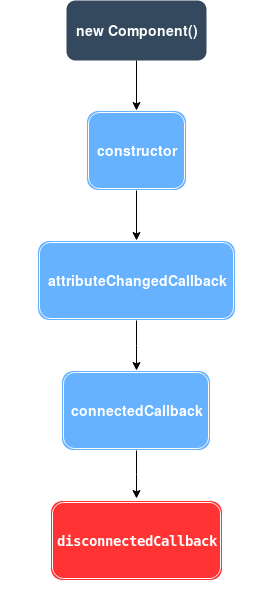 new Component()
constructor
attributeChangedCallback
connectedCallback
disconnectedCallback